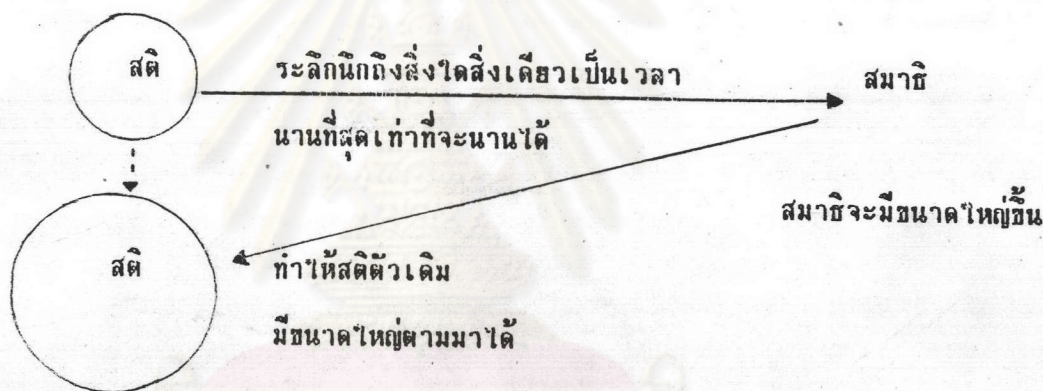 สติ
ระลึกนึกถึงสิ่งใดสิ่งเดียวเป็นเวลา
สมาธิ
นานที่สุดเท่าที่จะนานได้
สมาธิจะมีขนาดใหญ่ขึ้น
สติ
ทำให้สติตัวเดิม
มีขนาดใหญ่ตามมาได้